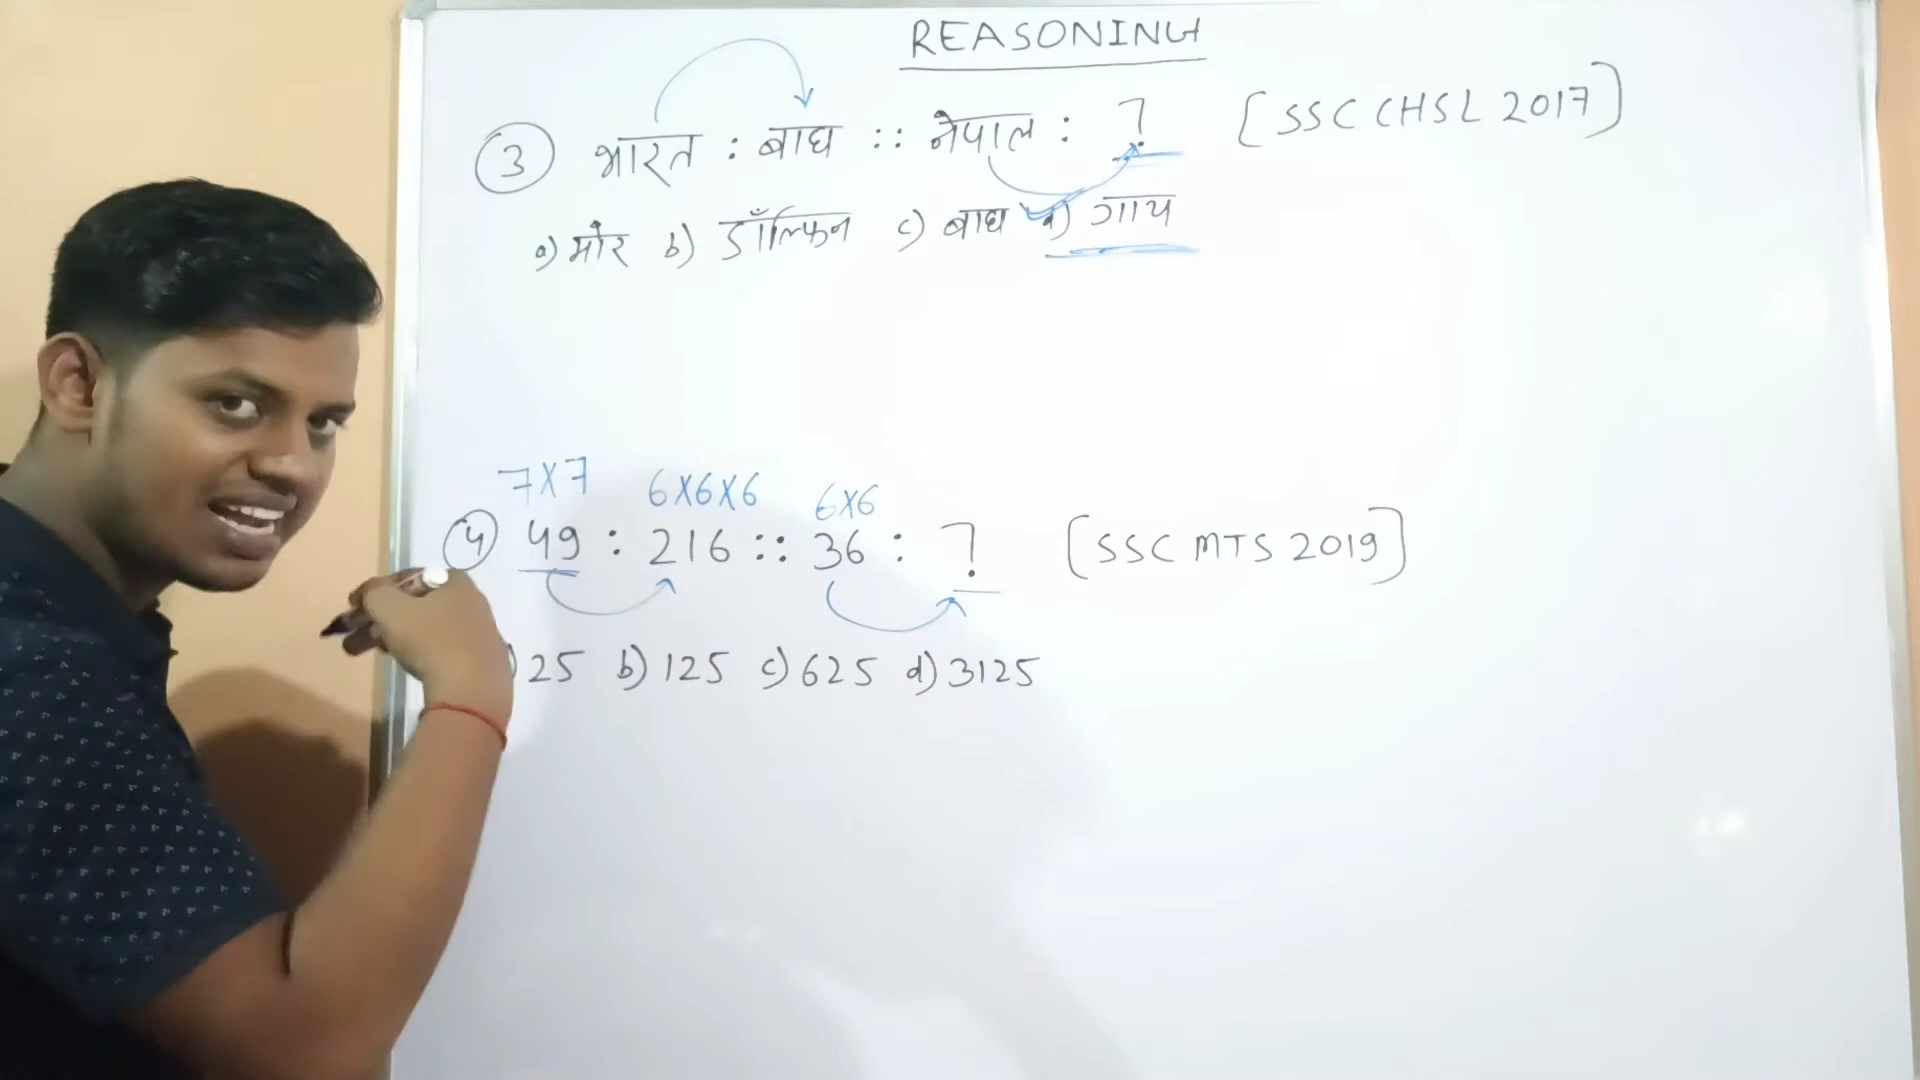 REASONING
③ भारत : बाघ :: नेपाल : ? [SSC CHSL 2017]
a) मोर b) डॉल्फिन c) बाघ d) गाय
7X7 6X6X6 6X6
④ 49 : 216 :: 36 : ? [SSC MTS 2019]
) 25 b) 125 c) 625 d) 3125